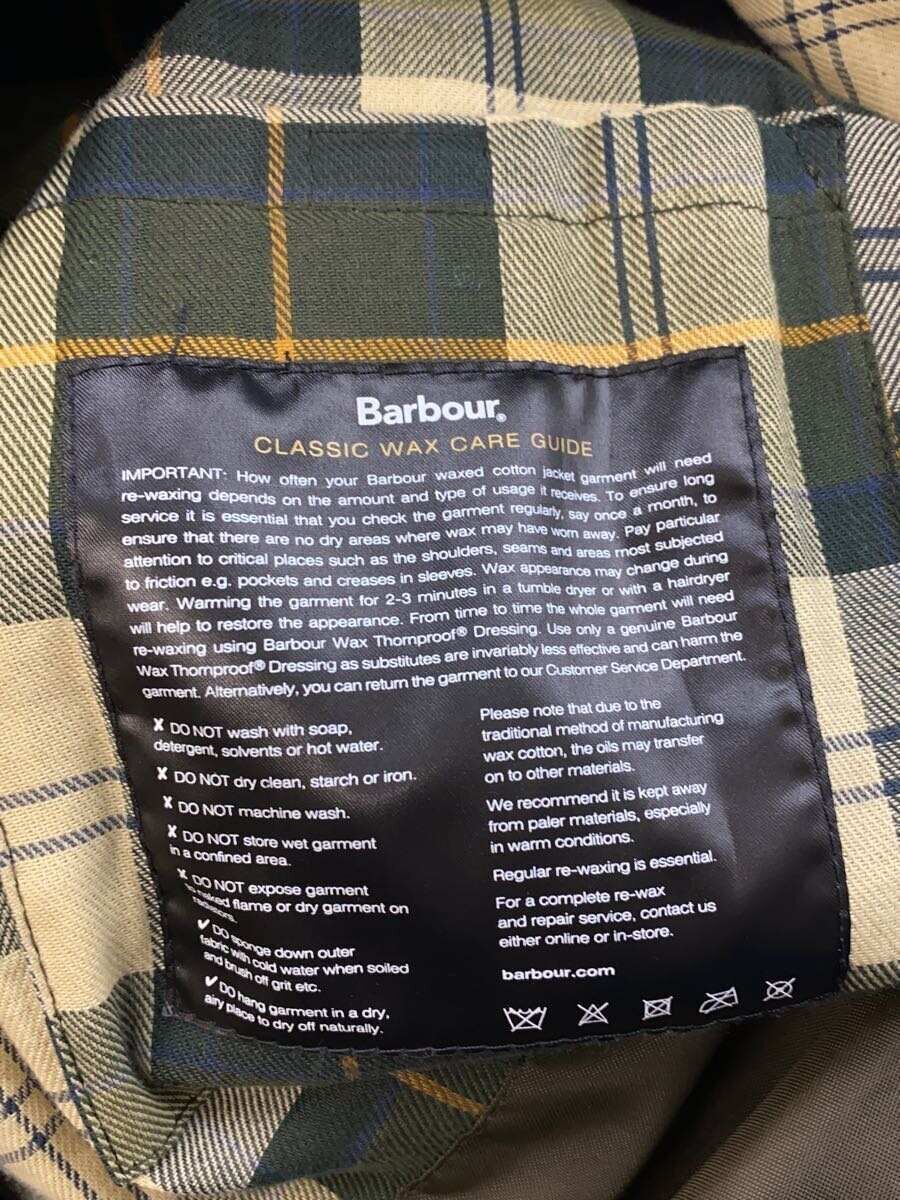 Barbour®
CLASSIC WAX CARE GUIDE
IMPORTANT: How often your Barbour waxed cotton jacket garment will need
re-waxing depends on the amount and type of usage it receives. To ensure long
service it is essential that you check the garment regularly, say once a month, to
ensure that there are no dry areas where wax may have worn away. Pay particular
attention to critical places such as the shoulders, seams and areas most subjected
to friction e.g. pockets and creases in sleeves. Wax appearance may change during
wear. Warming the garment for 2-3 minutes in a tumble dryer or with a hairdryer
will help to restore the appearance. From time to time the whole garment will need
re-waxing using Barbour Wax Thornproof® Dressing. Use only a genuine Barbour
Wax Thornproof® Dressing as substitutes are invariably less effective and can harm the
garment. Alternatively, you can return the garment to our Customer Service Department.
✘ DO NOT wash with soap,
detergent, solvents or hot water.
✘ DO NOT dry clean, starch or iron.
✘ DO NOT machine wash.
✘ DO NOT store wet garment
in a confined area.
✘ DO NOT expose garment
to naked flame or dry garment on
radiators.
✔ DO sponge down outer
fabric with cold water when soiled
and brush off grit etc.
✔ DO hang garment in a dry,
airy place to dry off naturally.
Please note that due to the
traditional method of manufacturing
wax cotton, the oils may transfer
on to other materials.
We recommend it is kept away
from paler materials, especially
in warm conditions.
Regular re-waxing is essential.
For a complete re-wax
and repair service, contact us
either online or in-store.
barbour.com